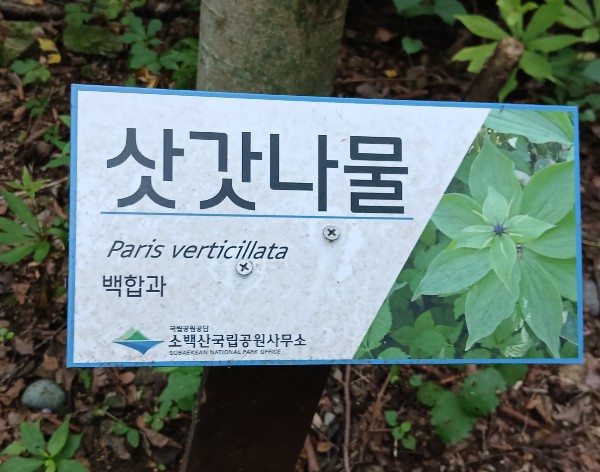 삿갓나물
Paris verticillata
백합과
국립공원공단
소백산국립공원사무소
SOBAEKSAN NATIONAL PARK OFFICE